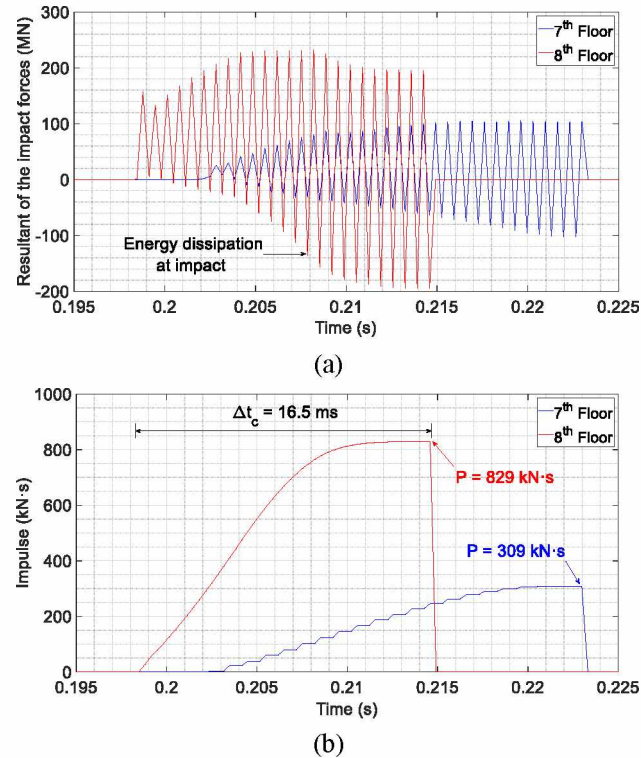 300
200
100
0
-100
-200
0.195
0.2
0.205
0.21
0.215
0.22
0.225
Resultant of the impact forces (MN)
Time (s)
7th Floor
8th Floor
Energy dissipation
at impact
(a)
1000
800
600
400
200
0
0.195
0.2
0.205
0.21
0.215
0.22
0.225
Impulse (kN·s)
Time (s)
7th Floor
8th Floor
Δtc = 16.5 ms
P = 829 kN·s
P = 309 kN·s
(b)